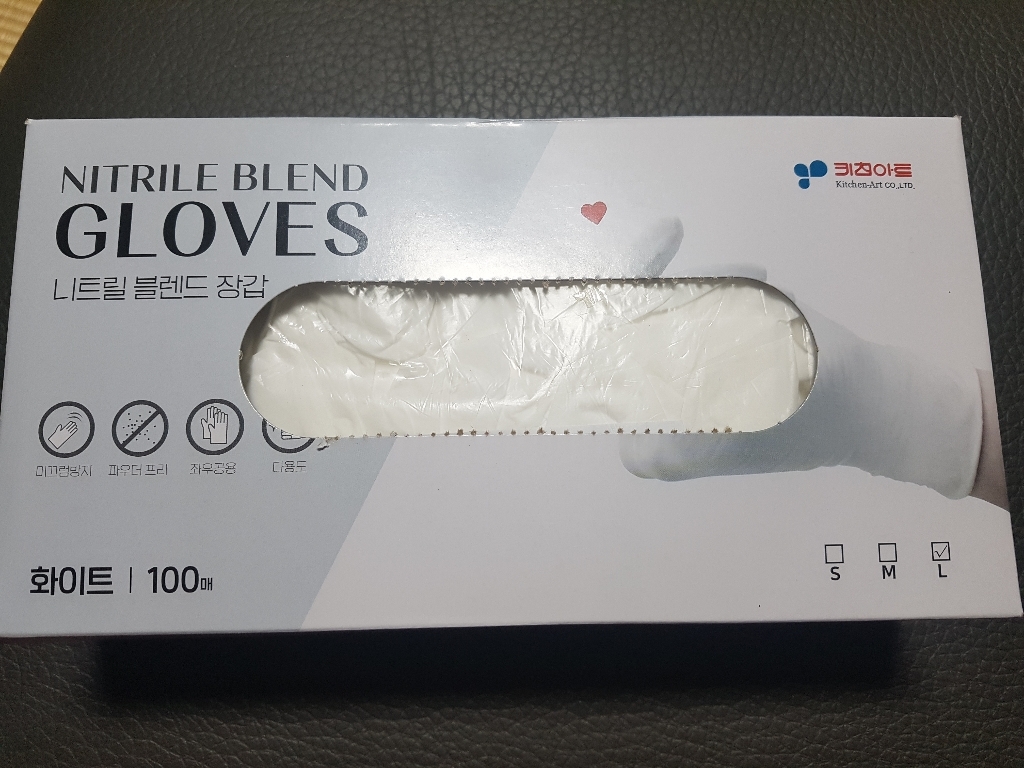 NITRILE BLEND
GLOVES
니트릴 블렌드 장갑
키친아트
Kitchen-Art CO.,LTD.
미끄럼방지
파우더 프리
좌우공용
다용도
화이트 | 100매
S
M
L